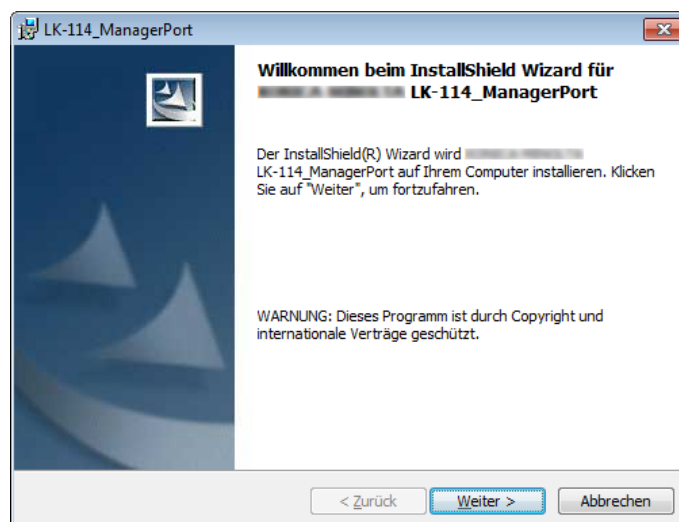 LK-114_ManagerPort
Willkommen beim InstallShield Wizard für
LK-114_ManagerPort
Der InstallShield(R) Wizard wird
LK-114_ManagerPort auf Ihrem Computer installieren. Klicken
Sie auf "Weiter", um fortzufahren.
WARNUNG: Dieses Programm ist durch Copyright und
internationale Verträge geschützt.
< Zurück
Weiter >
Abbrechen